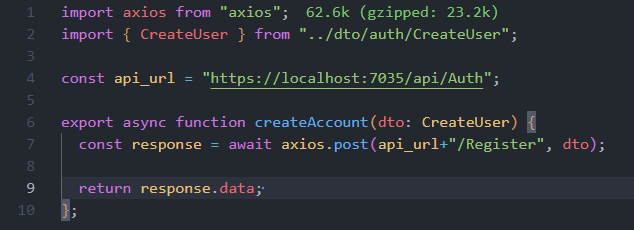 1 import axios from "axios"; 62.6k (gzipped: 23.2k)
2 import { CreateUser } from "../dto/auth/CreateUser";
3
4 const api_url = "https://localhost:7035/api/Auth";
5
6 export async function createAccount(dto: CreateUser) {
7 const response = await axios.post(api_url+"/Register", dto);
8
9 return response.data;
10 };